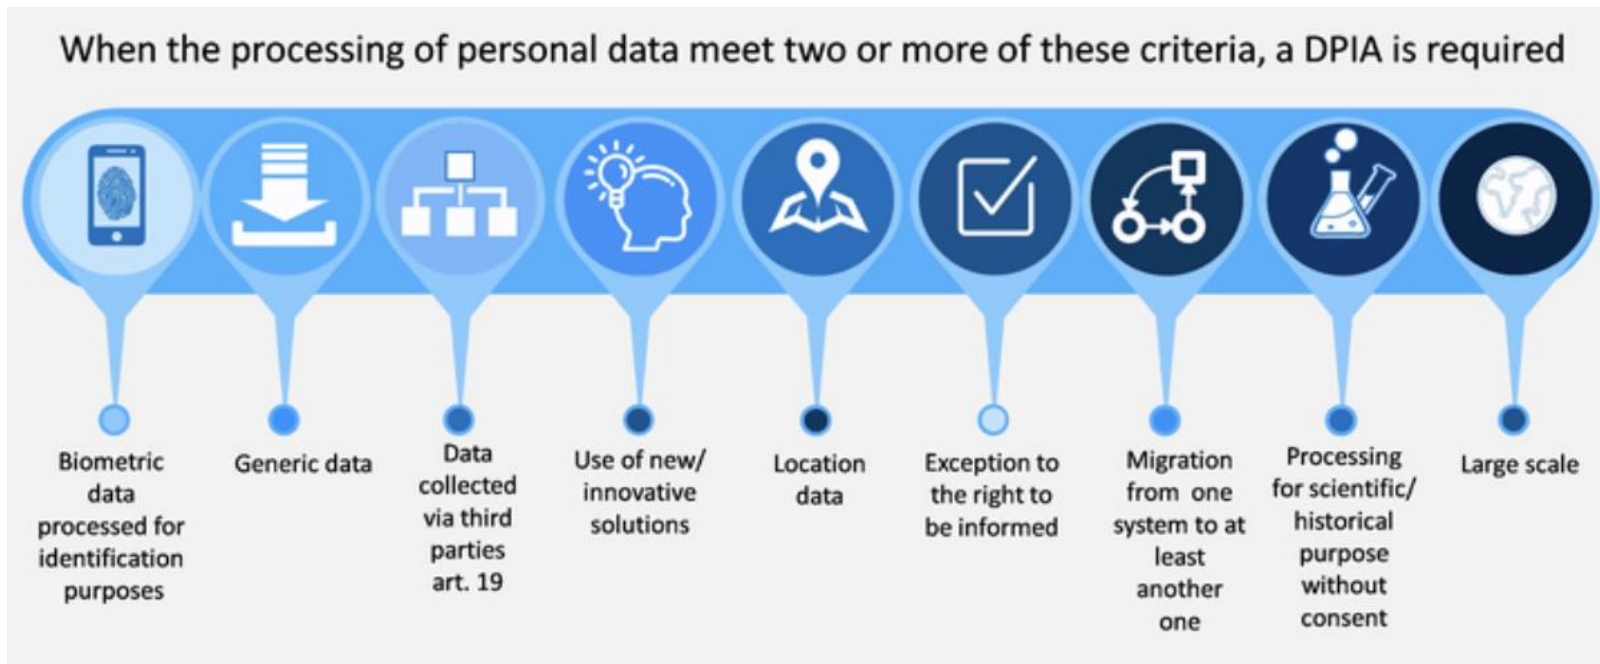 When the processing of personal data meet two or more of these criteria, a DPIA is required
Biometric
data
processed for
identification
purposes
Generic data
Data
collected
via third
parties
art. 19
Use of new/
innovative
solutions
Location
data
Exception to
the right to
be informed
Migration
from one
system to at
least
another
one
Processing
for scientific/
historical
purpose
without
consent
Large scale